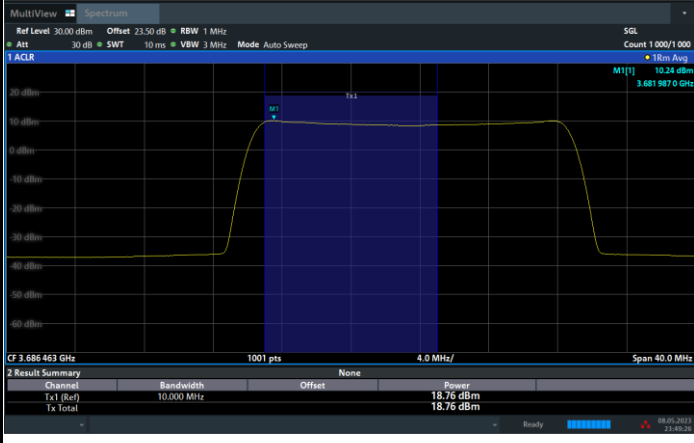 MultiView Spectrum
Ref Level 30.00 dBm Offset 23.50 dB RBW 1 MHz SGL
Att 30 dB SWT 10 ms VBW 3 MHz Mode Auto Sweep Count 1 000/1 000
1 ACLR 1Rm Avg
M1[1] 10.24 dBm
3.681 987 0 GHz
20 dBm
Tx1
M1
10 dBm
0 dBm
-10 dBm
-20 dBm
-30 dBm
-40 dBm
-50 dBm
-60 dBm
CF 3.686 463 GHz 1001 pts 4.0 MHz/ Span 40.0 MHz
2 Result Summary None
Channel Bandwidth Offset Power
Tx1 (Ref) 10.000 MHz 18.76 dBm
Tx Total 18.76 dBm
Ready 08.05.2023
23:49:26